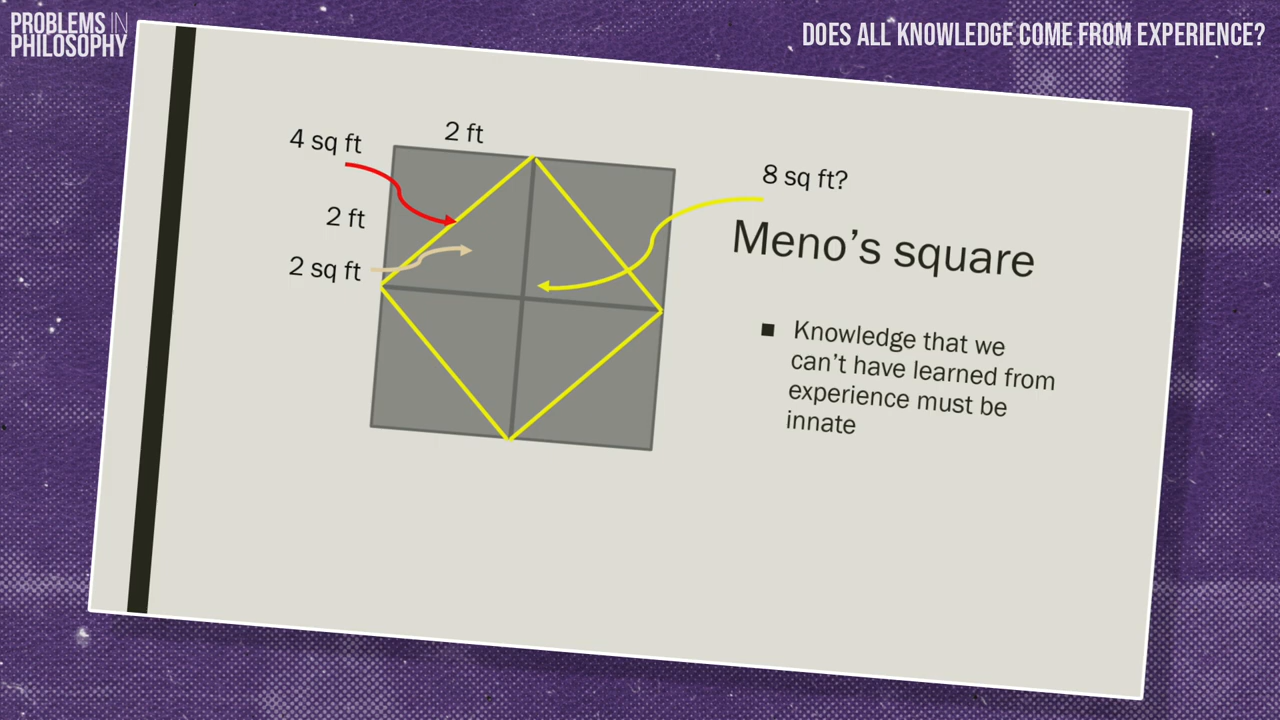 PROBLEMS IN
PHILOSOPHY
DOES ALL KNOWLEDGE COME FROM EXPERIENCE?
4 sq ft
2 ft
2 ft
2 sq ft
8 sq ft?
Meno’s square
■ Knowledge that we
can’t have learned from
experience must be
innate